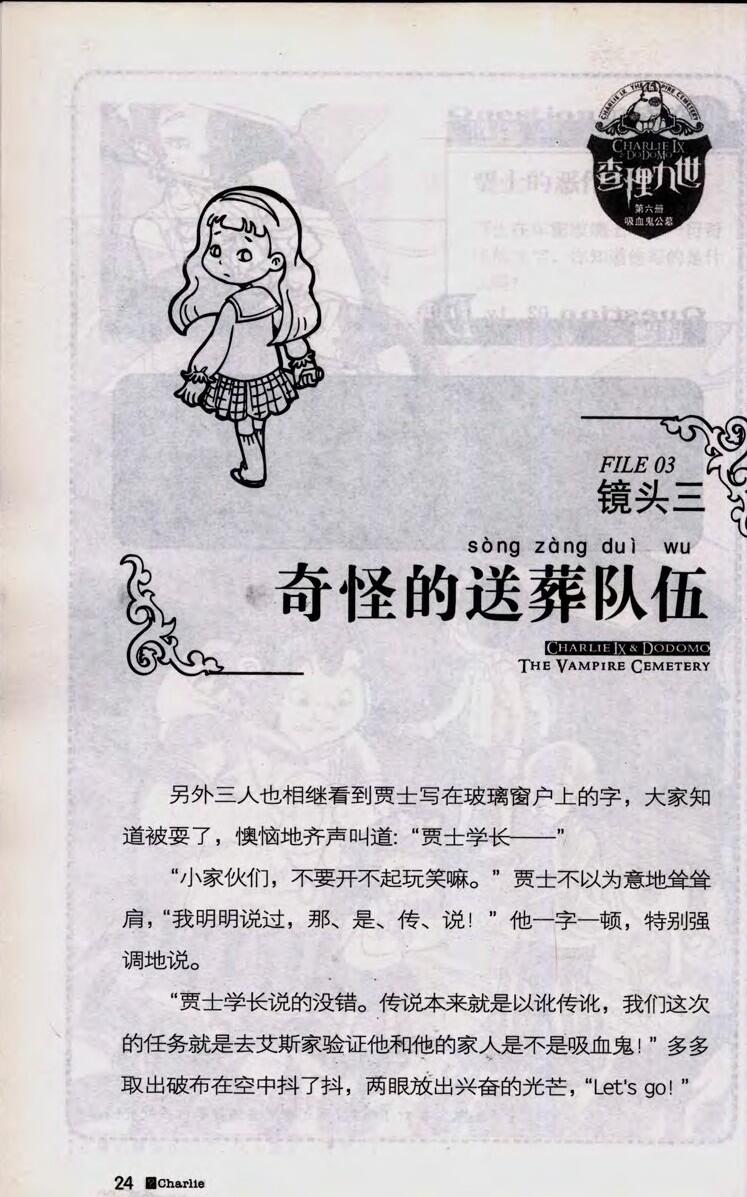 CHARLIE IX THE VAMPIRE CEMETERY
CHARLIE IX
& DODOMO
查理九世
第六册
吸血鬼公墓
FILE 03
镜头三
sòng zàng duì wu
奇怪的送葬队伍
CHARLIE IX & DODOMO
THE VAMPIRE CEMETERY
另外三人也相继看到贾士写在玻璃窗户上的字，大家知
道被耍了，懊恼地齐声叫道：“贾士学长——”
“小家伙们，不要开不起玩笑嘛。”贾士不以为意地耸耸
肩，“我明明说过，那、是、传、说！”他一字一顿，特别强
调地说。
“贾士学长说的没错。传说本来就是以讹传讹，我们这次
的任务就是去艾斯家验证他和他的家人是不是吸血鬼！”多多
取出破布在空中抖了抖，两眼放出兴奋的光芒，“Let's go！”
24 Charlie